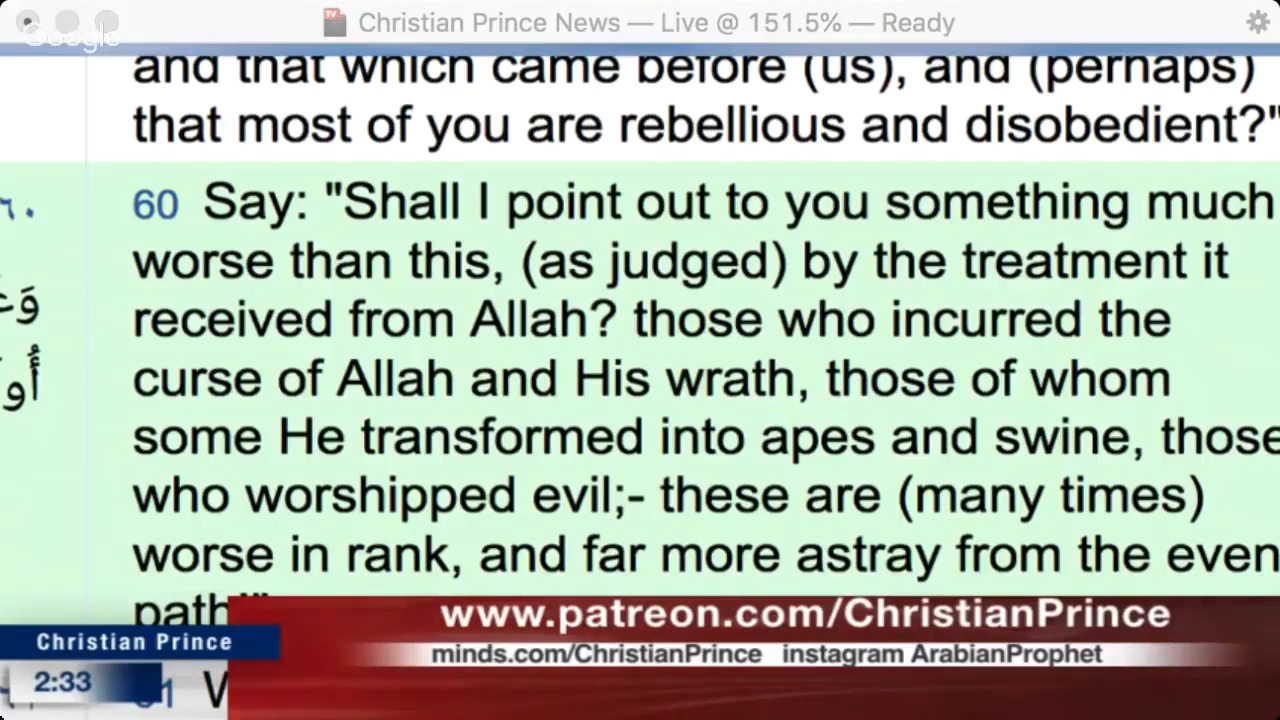 Christian Prince News — Live @ 151.5% — Ready
Google
and that which came before (us), and (perhaps)
that most of you are rebellious and disobedient?"
٦٠
60 Say: "Shall I point out to you something much
worse than this, (as judged) by the treatment it
received from Allah? those who incurred the
curse of Allah and His wrath, those of whom
some He transformed into apes and swine, those
who worshipped evil;- these are (many times)
worse in rank, and far more astray from the even
path!"
www.patreon.com/ChristianPrince
Christian Prince
minds.com/ChristianPrince instagram ArabianProphet
2:33